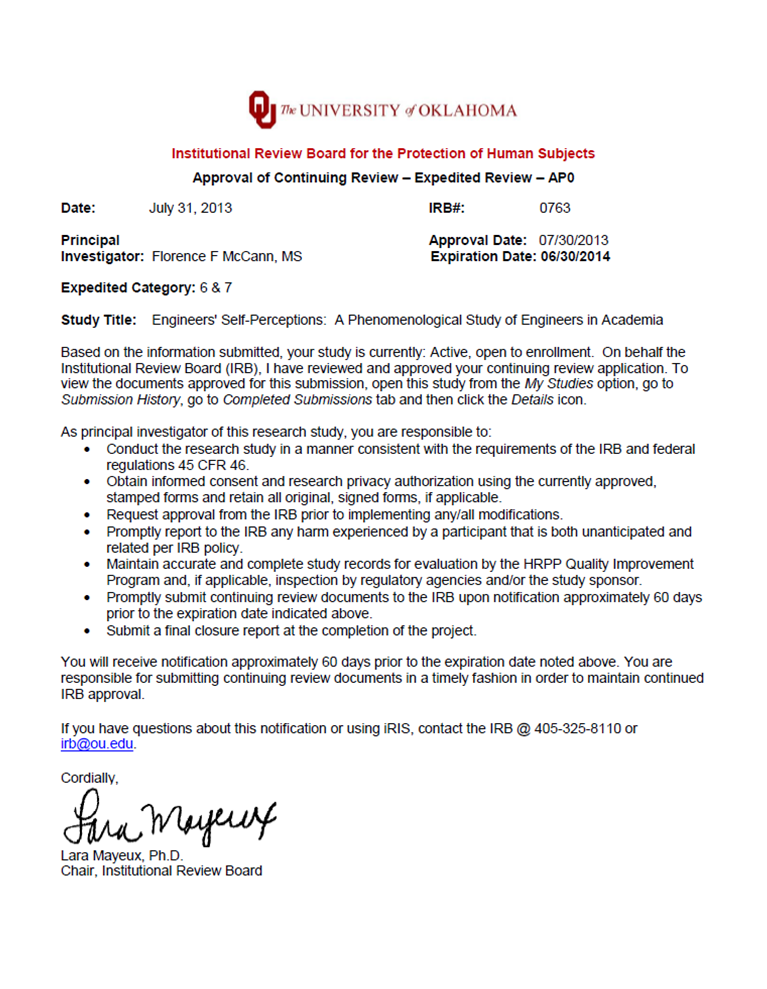 OU The UNIVERSITY of OKLAHOMA
Institutional Review Board for the Protection of Human Subjects
Approval of Continuing Review – Expedited Review – AP0
Date: July 31, 2013 IRB#: 0763
Principal Approval Date: 07/30/2013
Investigator: Florence F McCann, MS Expiration Date: 06/30/2014
Expedited Category: 6 & 7
Study Title: Engineers' Self-Perceptions: A Phenomenological Study of Engineers in Academia
Based on the information submitted, your study is currently: Active, open to enrollment. On behalf the
Institutional Review Board (IRB), I have reviewed and approved your continuing review application. To
view the documents approved for this submission, open this study from the My Studies option, go to
Submission History, go to Completed Submissions tab and then click the Details icon.
As principal investigator of this research study, you are responsible to:
• Conduct the research study in a manner consistent with the requirements of the IRB and federal
regulations 45 CFR 46.
• Obtain informed consent and research privacy authorization using the currently approved,
stamped forms and retain all original, signed forms, if applicable.
• Request approval from the IRB prior to implementing any/all modifications.
• Promptly report to the IRB any harm experienced by a participant that is both unanticipated and
related per IRB policy.
• Maintain accurate and complete study records for evaluation by the HRPP Quality Improvement
Program and, if applicable, inspection by regulatory agencies and/or the study sponsor.
• Promptly submit continuing review documents to the IRB upon notification approximately 60 days
prior to the expiration date indicated above.
• Submit a final closure report at the completion of the project.
You will receive notification approximately 60 days prior to the expiration date noted above. You are
responsible for submitting continuing review documents in a timely fashion in order to maintain continued
IRB approval.
If you have questions about this notification or using iRIS, contact the IRB @ 405-325-8110 or
irb@ou.edu.
Cordially,
Lara Mayeux
Lara Mayeux, Ph.D.
Chair, Institutional Review Board